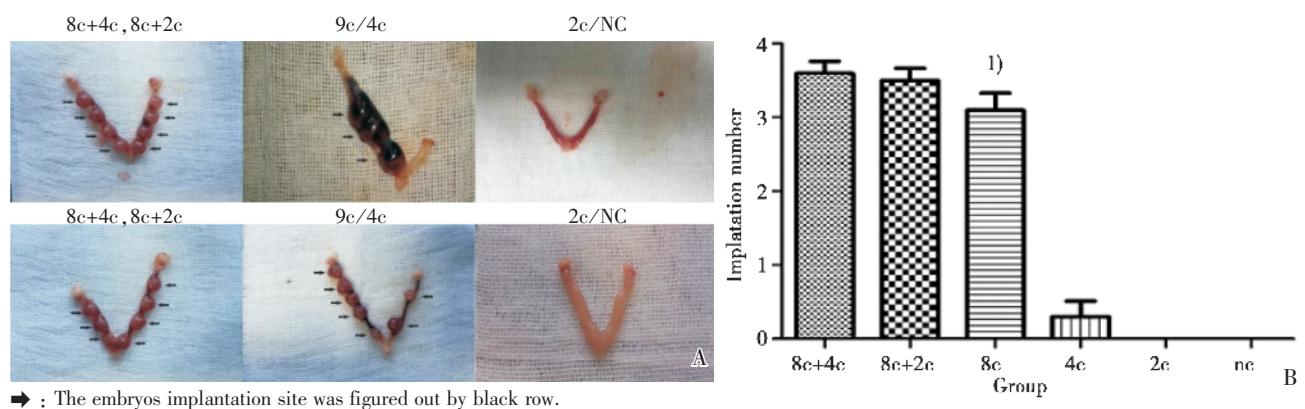 8c+4c,8c+2c 9c/4c 2c/NC
8c+4c,8c+2c 9c/4c 2c/NC
A
➡ : The embryos implantation site was figured out by black row.
4
3
2
1
0
Implatation number
1)
8c+4c 8c+2c 8c 4c 2c nc
Group
B